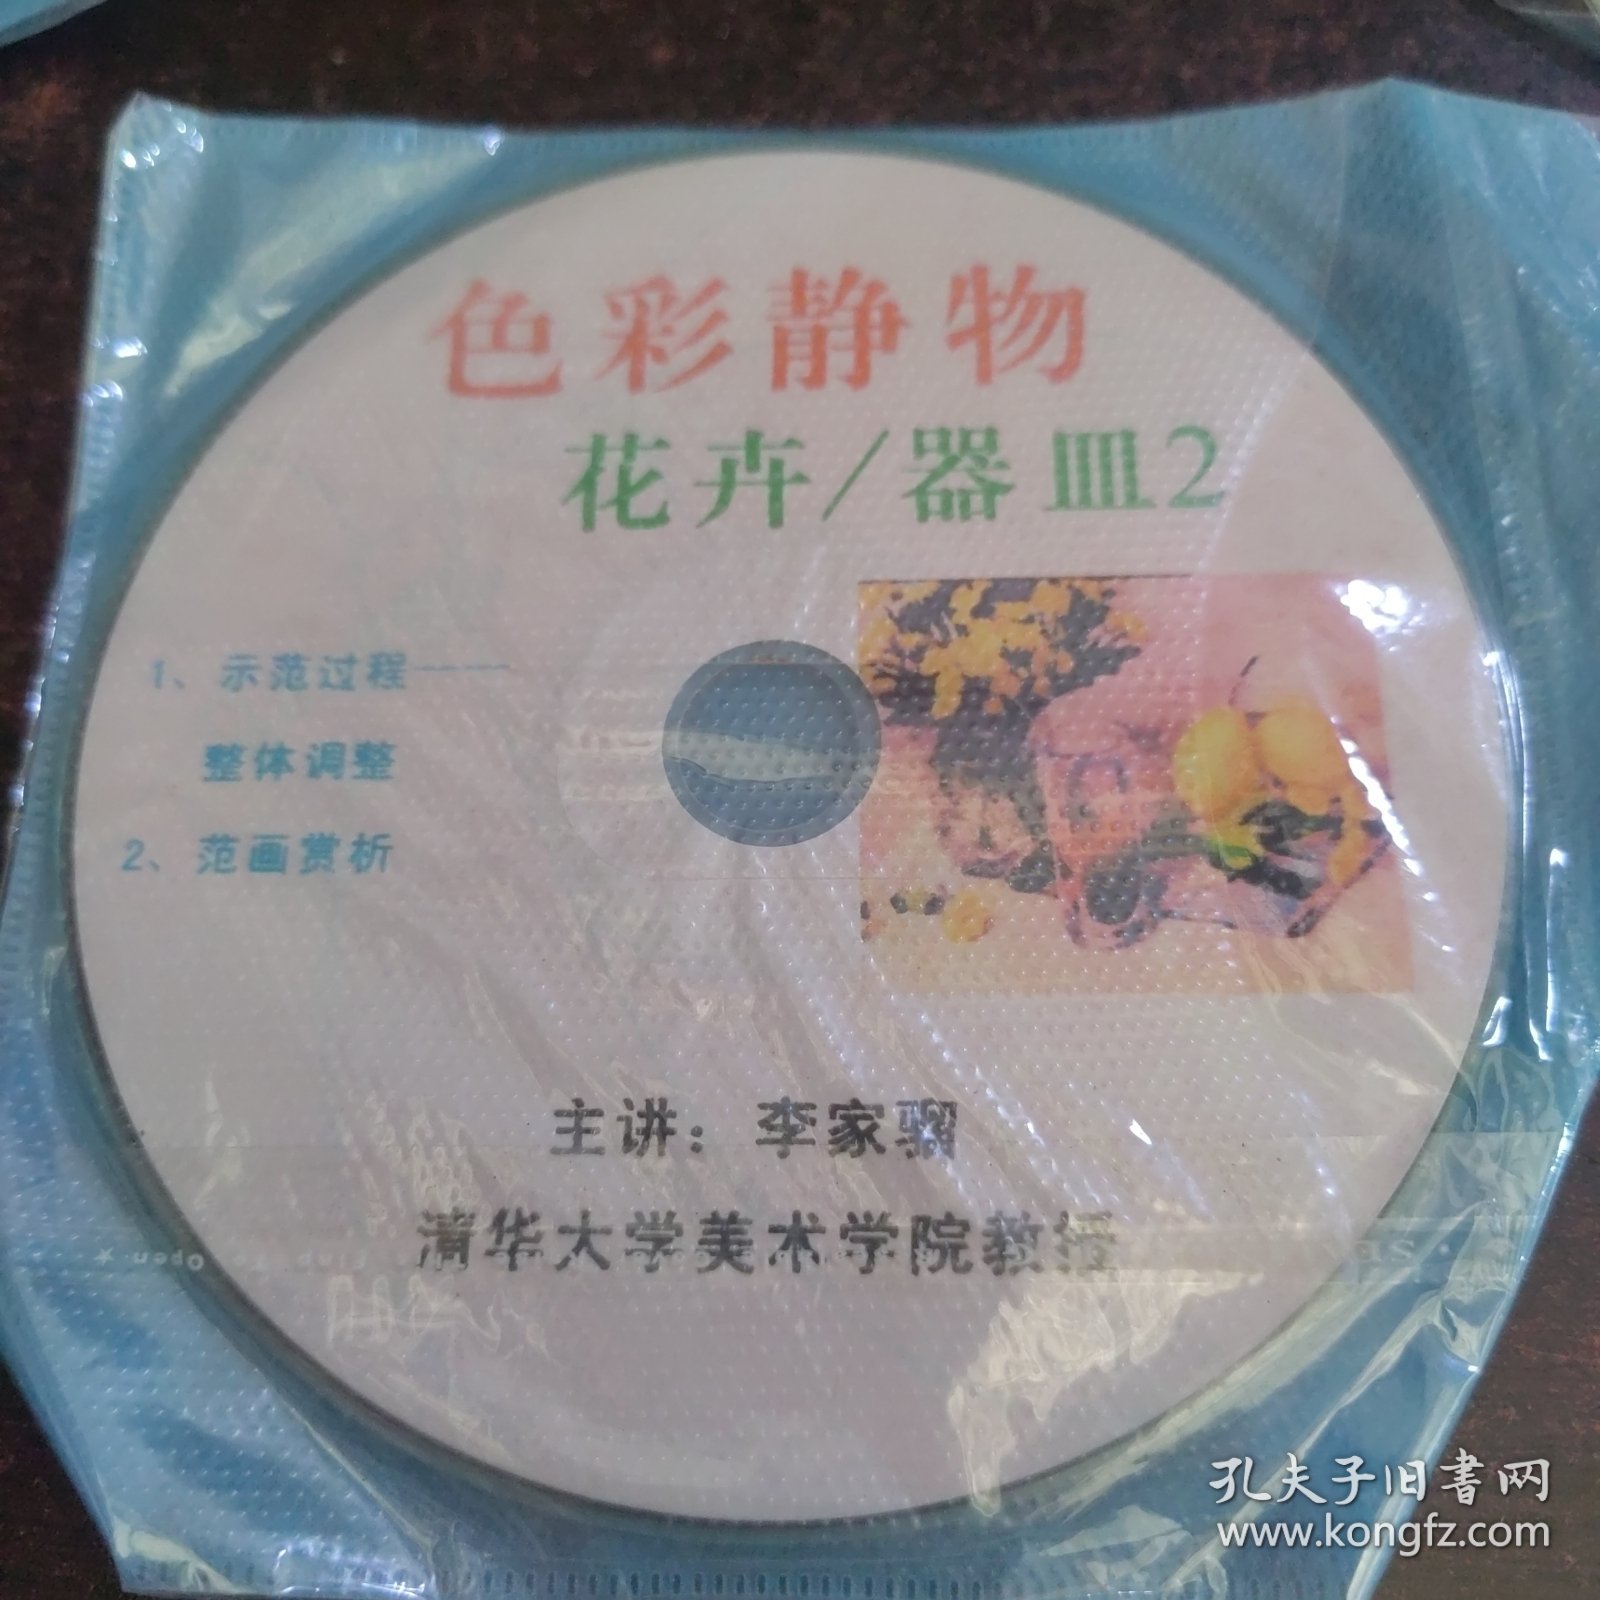 色彩静物
花卉/器皿2
1、示范过程——
整体调整
2、范画赏析
主讲：李家骝
清华大学美术学院教授
Open
孔夫子旧书网
www.kongfz.com